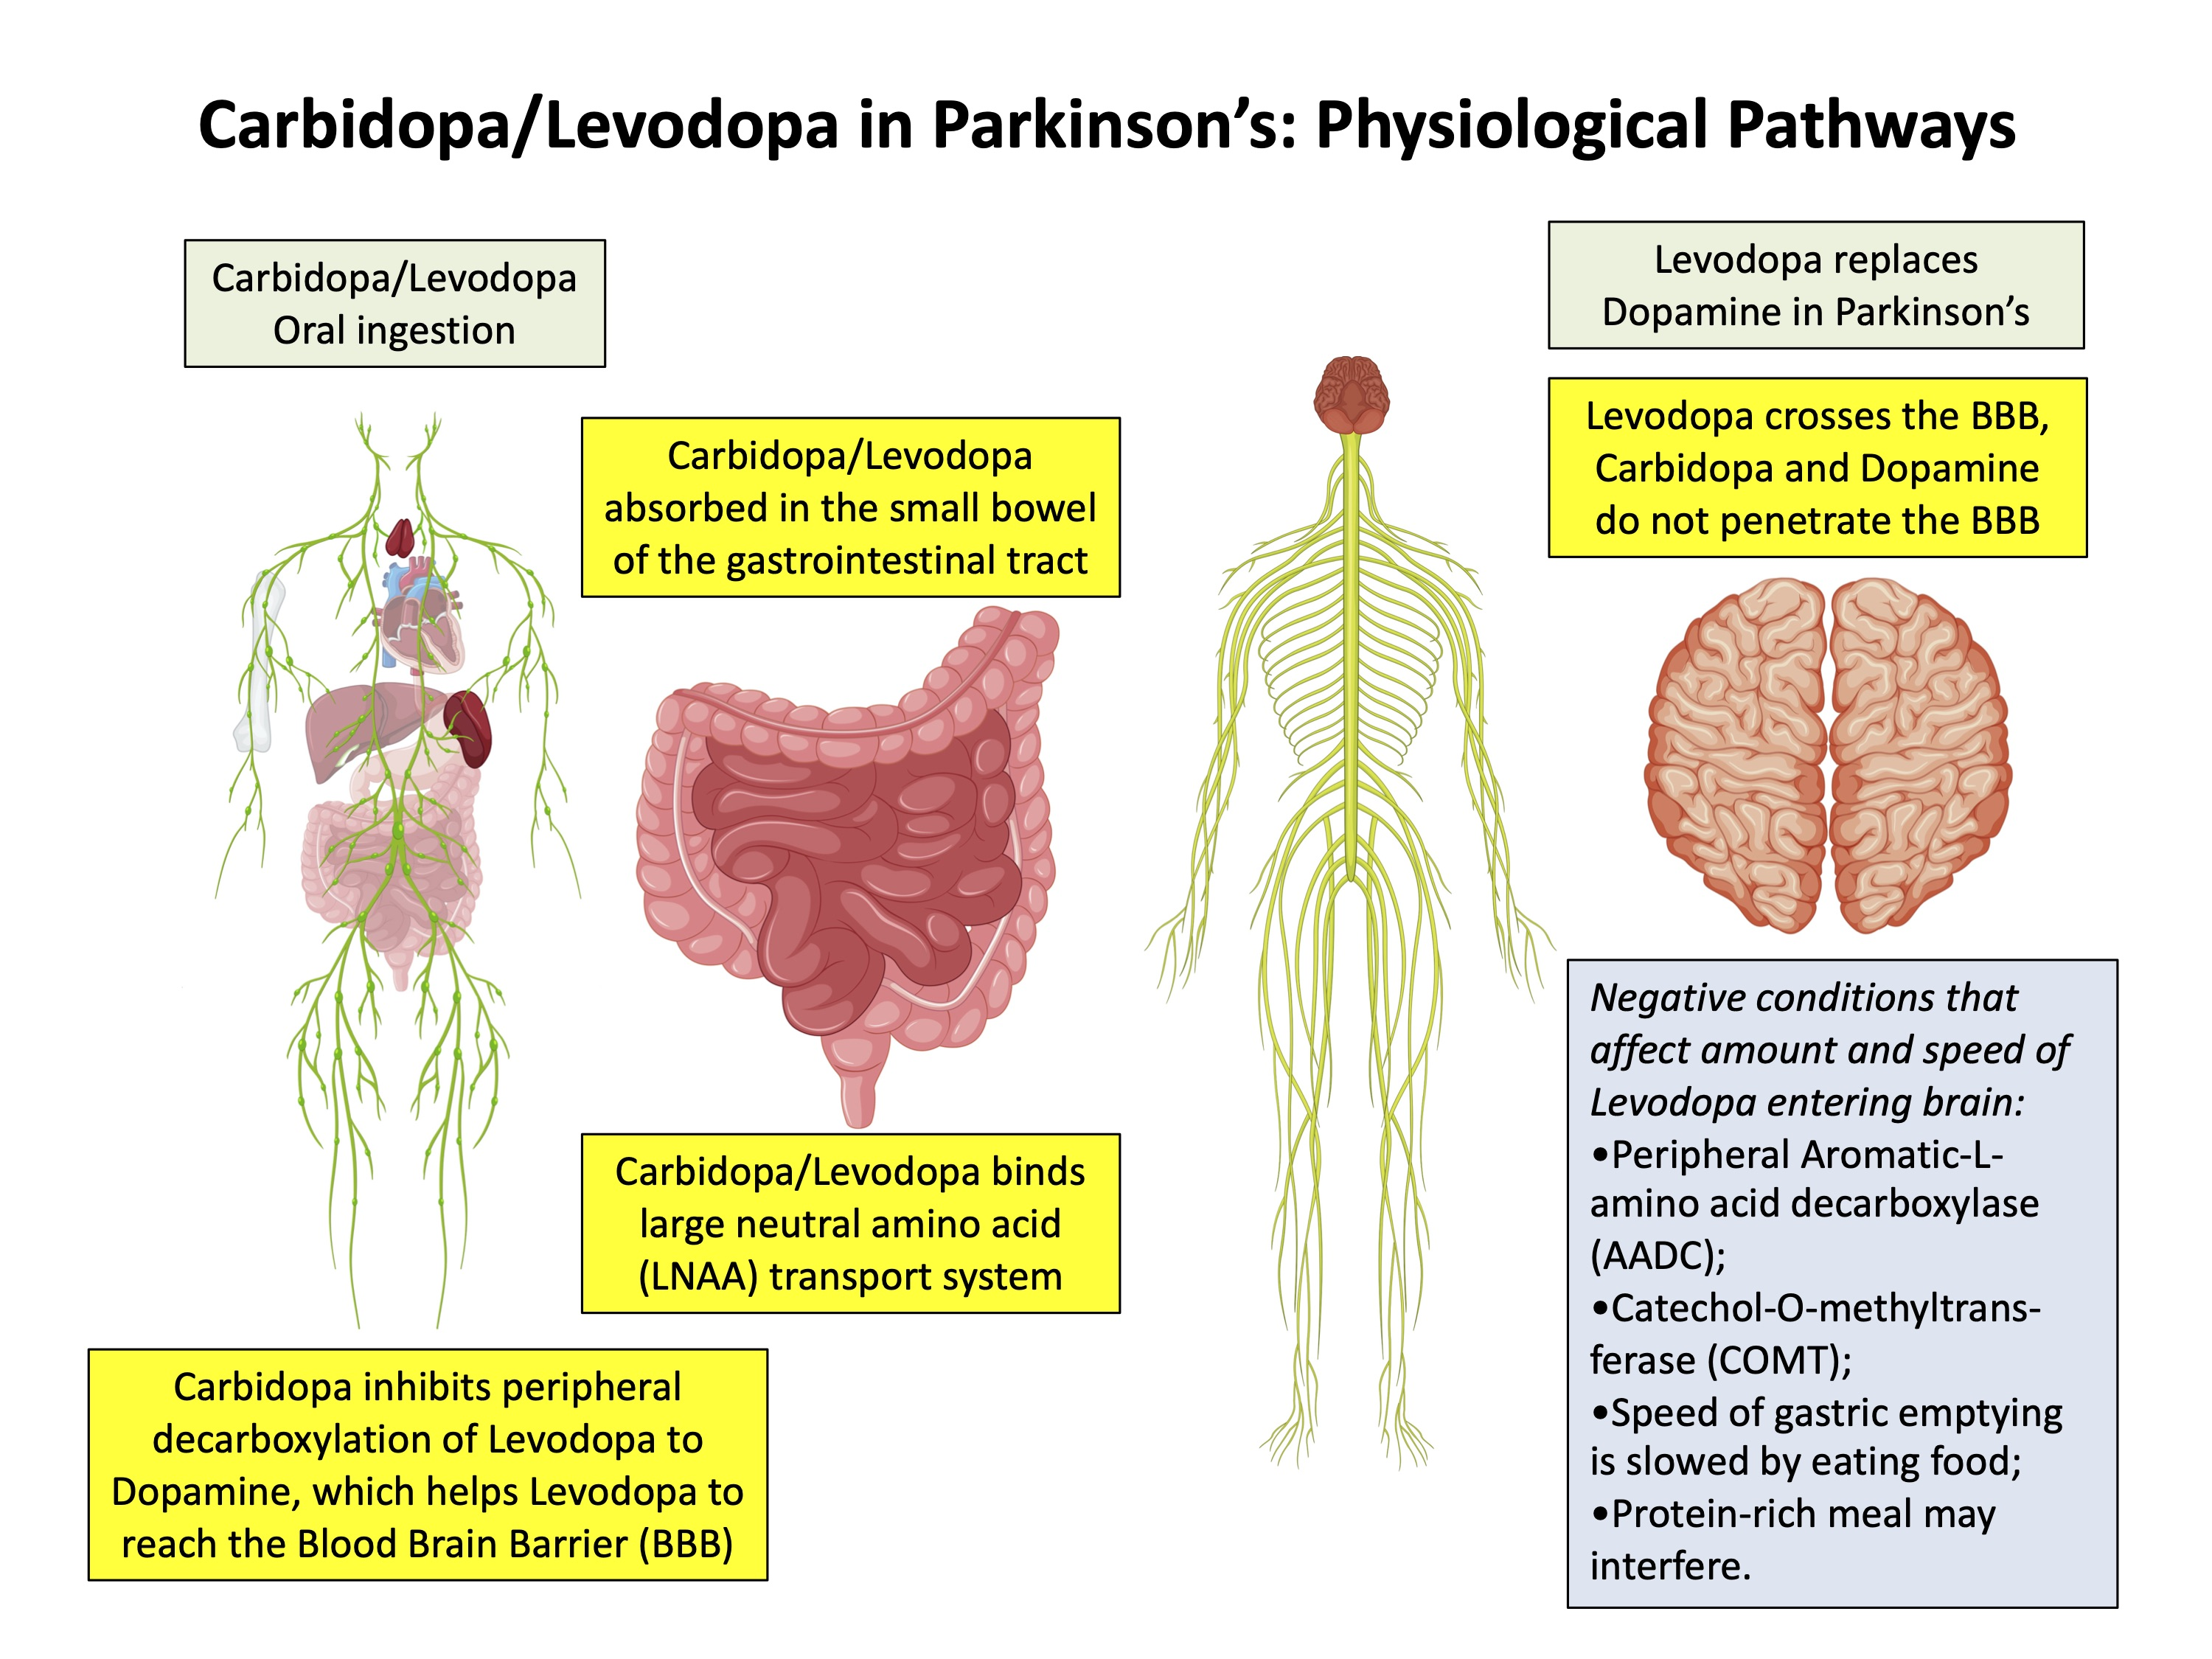 Carbidopa/Levodopa in Parkinson’s: Physiological Pathways
Carbidopa/Levodopa
Oral ingestion
Carbidopa/Levodopa
absorbed in the small bowel
of the gastrointestinal tract
Carbidopa/Levodopa binds
large neutral amino acid
(LNAA) transport system
Carbidopa inhibits peripheral
decarboxylation of Levodopa to
Dopamine, which helps Levodopa to
reach the Blood Brain Barrier (BBB)
Levodopa replaces
Dopamine in Parkinson’s
Levodopa crosses the BBB,
Carbidopa and Dopamine
do not penetrate the BBB
Negative conditions that
affect amount and speed of
Levodopa entering brain:
•Peripheral Aromatic-L-
amino acid decarboxylase
(AADC);
•Catechol-O-methyltrans-
ferase (COMT);
•Speed of gastric emptying
is slowed by eating food;
•Protein-rich meal may
interfere.